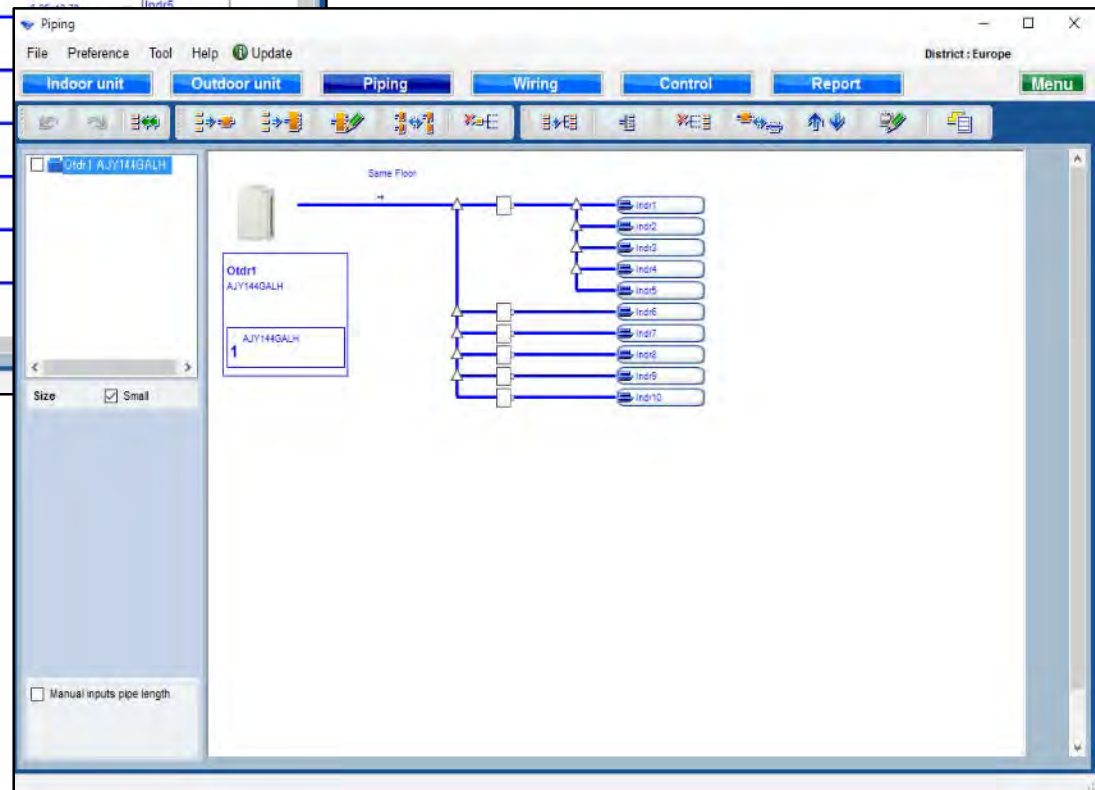 Indr5
Piping
File Preference Tool Help Update
District : Europe
Indoor unit Outdoor unit Piping Wiring Control Report Menu
Otdr1 AJY144GALH
Same Floor
Indr1
Indr2
Indr3
Indr4
Indr5
Indr6
Indr7
Indr8
Indr9
Indr10
Otdr1
AJY144GALH
AJY144GALH
1
Size Small
Manual inputs pipe length